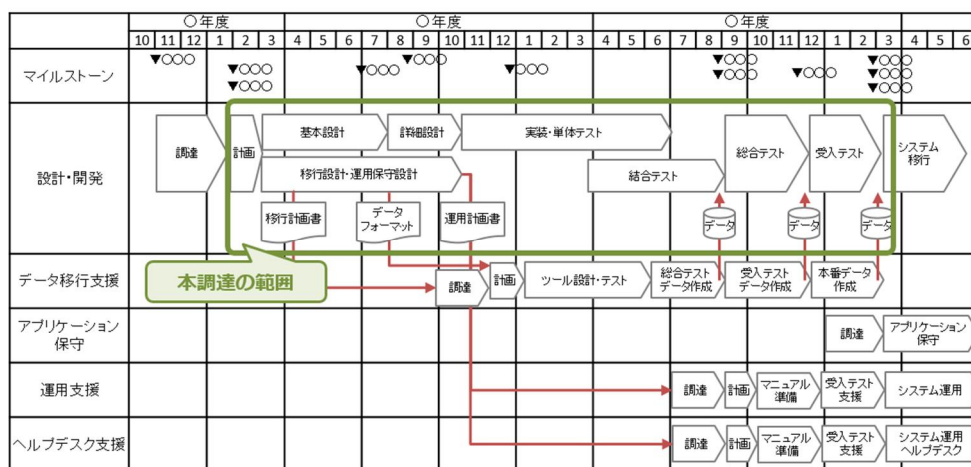 〇年度 〇年度 〇年度
10 11 12 1 2 3 4 5 6 7 8 9 10 11 12 1 2 3 4 5 6 7 8 9 10 11 12 1 2 3 4 5 6
マイルストーン
▼〇〇〇 ▼〇〇〇 ▼〇〇〇
▼〇〇〇 ▼〇〇〇 ▼〇〇〇 ▼〇〇〇 ▼〇〇〇 ▼〇〇〇
▼〇〇〇 ▼〇〇〇
設計・開発
調達
計画
基本設計
詳細設計
実装・単体テスト
移行設計・運用保守設計
結合テスト
総合テスト
受入テスト
システム
移行
移行計画書
データ
フォーマット
運用計画書
データ
データ
データ
本調達の範囲
データ移行支援
調達
計画
ツール設計・テスト
総合テスト
データ作成
受入テスト
データ作成
本番データ
作成
アプリケーション
保守
調達
アプリケーション
保守
運用支援
調達
計画
マニュアル
準備
受入テスト
支援
システム運用
ヘルプデスク支援
調達
計画
マニュアル
準備
受入テスト
支援
システム運用
ヘルプデスク